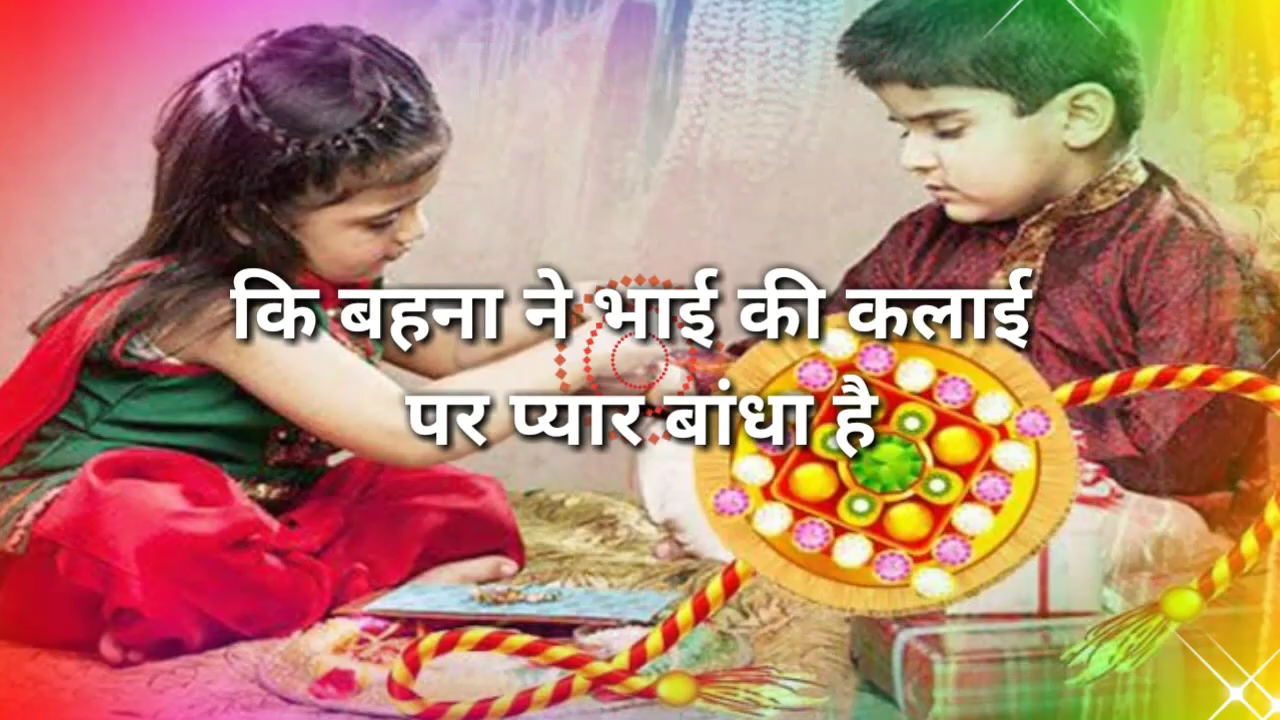 कि बहना ने भाई की कलाई
पर प्यार बांधा है